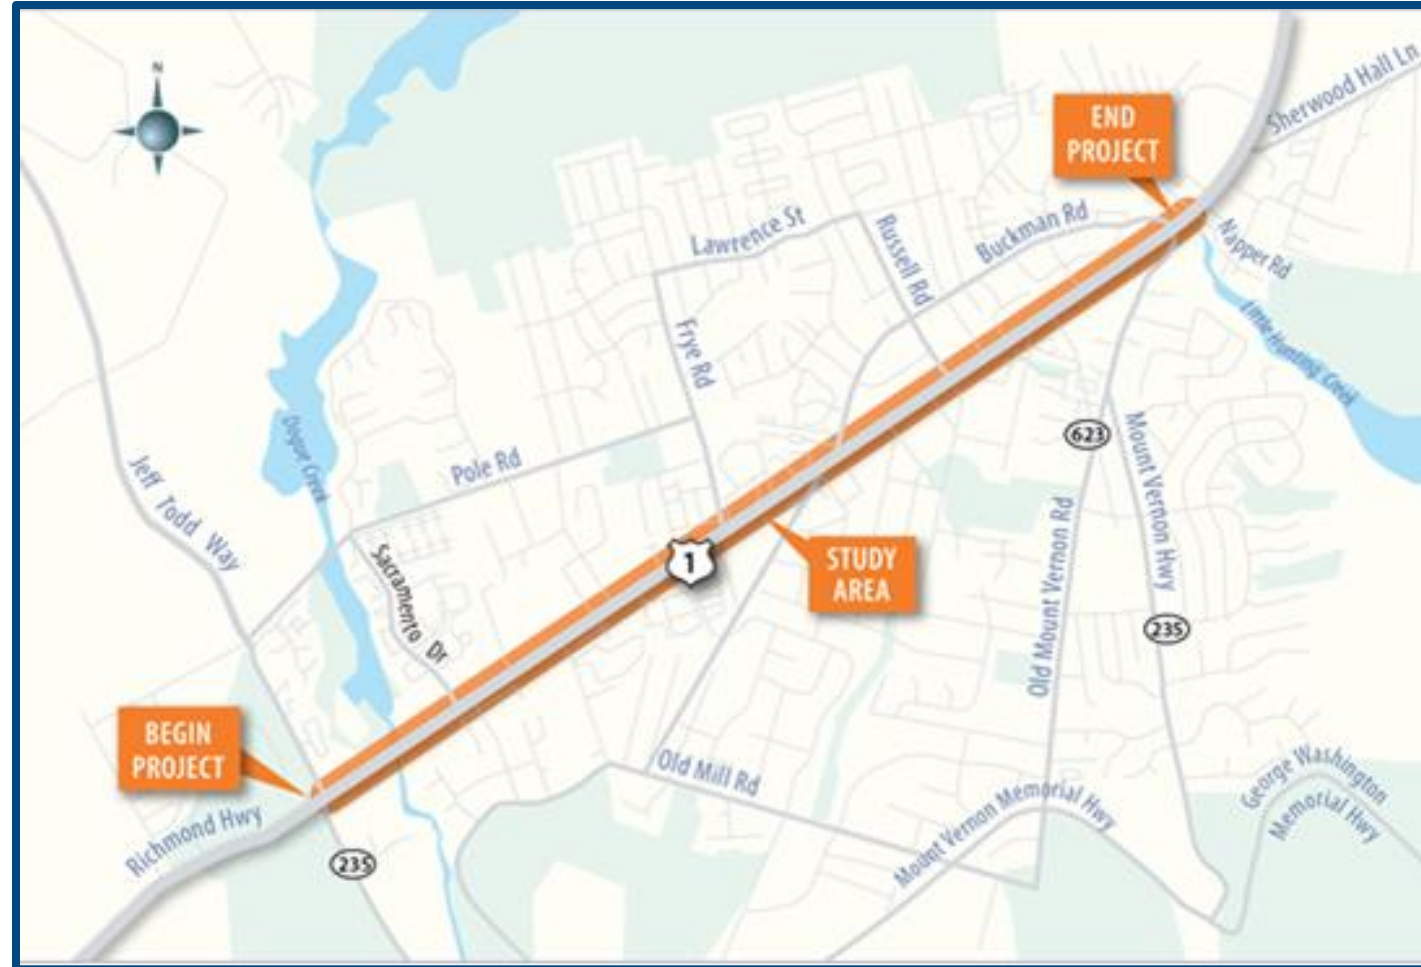 N
Sherwood Hall Ln
END
PROJECT
Lawrence St
Russell Rd
Buckman Rd
Napper Rd
Frye Rd
Little Hunting Creek
Dogue Creek
623
Mount Vernon Hwy
Jeff Todd Way
Pole Rd
Old Mount Vernon Rd
1
STUDY
AREA
Sacramento Dr
235
BEGIN
PROJECT
Old Mill Rd
Mount Vernon Memorial Hwy
George Washington
Memorial Hwy
Richmond Hwy
235